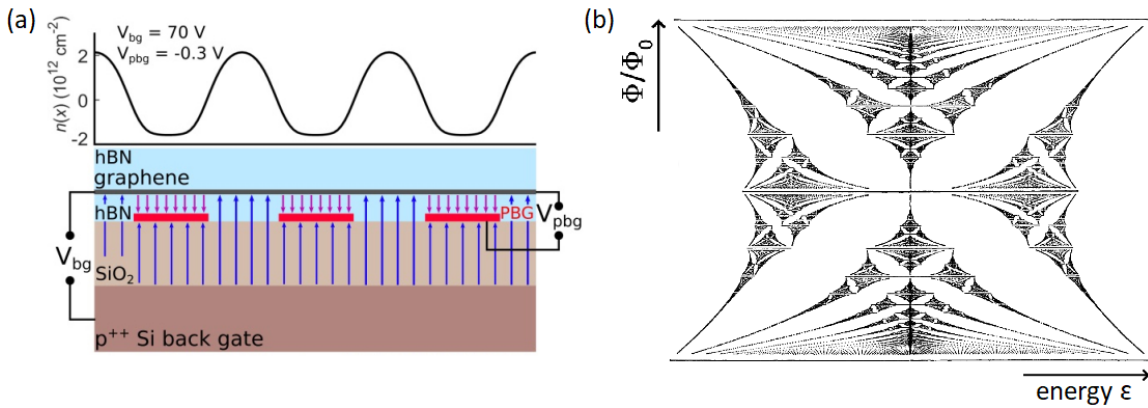 (a)
V_bg = 70 V
V_pbg = -0.3 V
n(x) (10^12 cm^-2)
2
0
-2
hBN
graphene
hBN
PBG
V_pbg
V_bg
SiO₂
p⁺⁺ Si back gate
(b)
Φ/Φ₀
energy ε